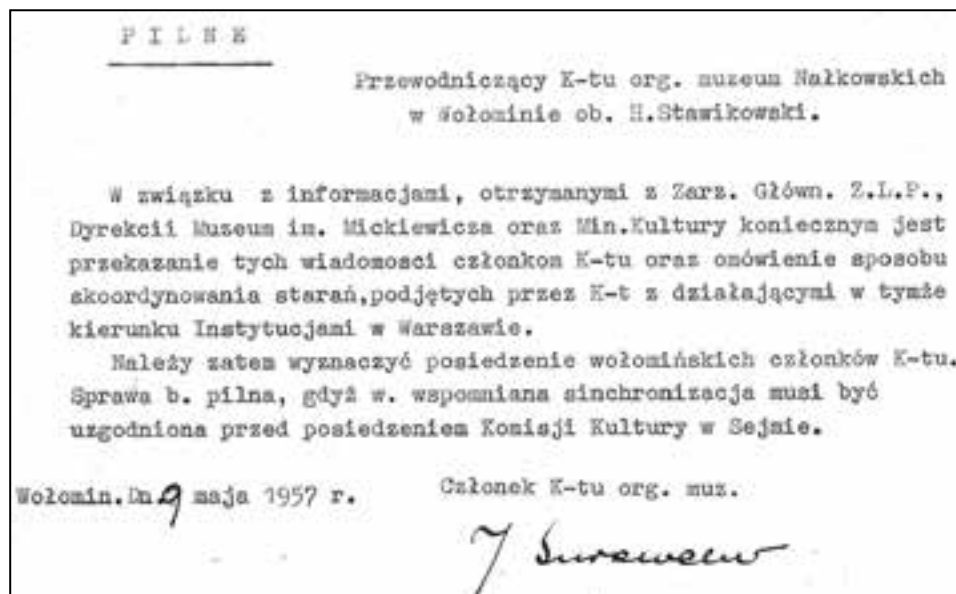 P I L N E
Przewodniczący K-tu org. muzeum Nałkowskich
w Wołominie ob. H.Stawikowski.
W związku z informacjami, otrzymanymi z Zarz. Główn. Z.L.P.,
Dyrekcii Muzeum im. Mickiewicza oraz Min.Kultury koniecznym jest
przekazanie tych wiadomosci członkom K-tu oraz omówienie sposobu
skoordynowania starań,podjętych przez K-t z działającymi w tymże
kierunku Instytucjami w Warszawie.
Należy zatem wyznaczyć posiedzenie wołomińskich członków K-tu.
Sprawa b. pilna, gdyż w. wspomniana sinchronizacja musi być
uzgodniona przed posiedzeniem Komisji Kultury w Sejmie.
Wołomin.Dn 9 maja 1957 r.
Członek K-tu org. muz.